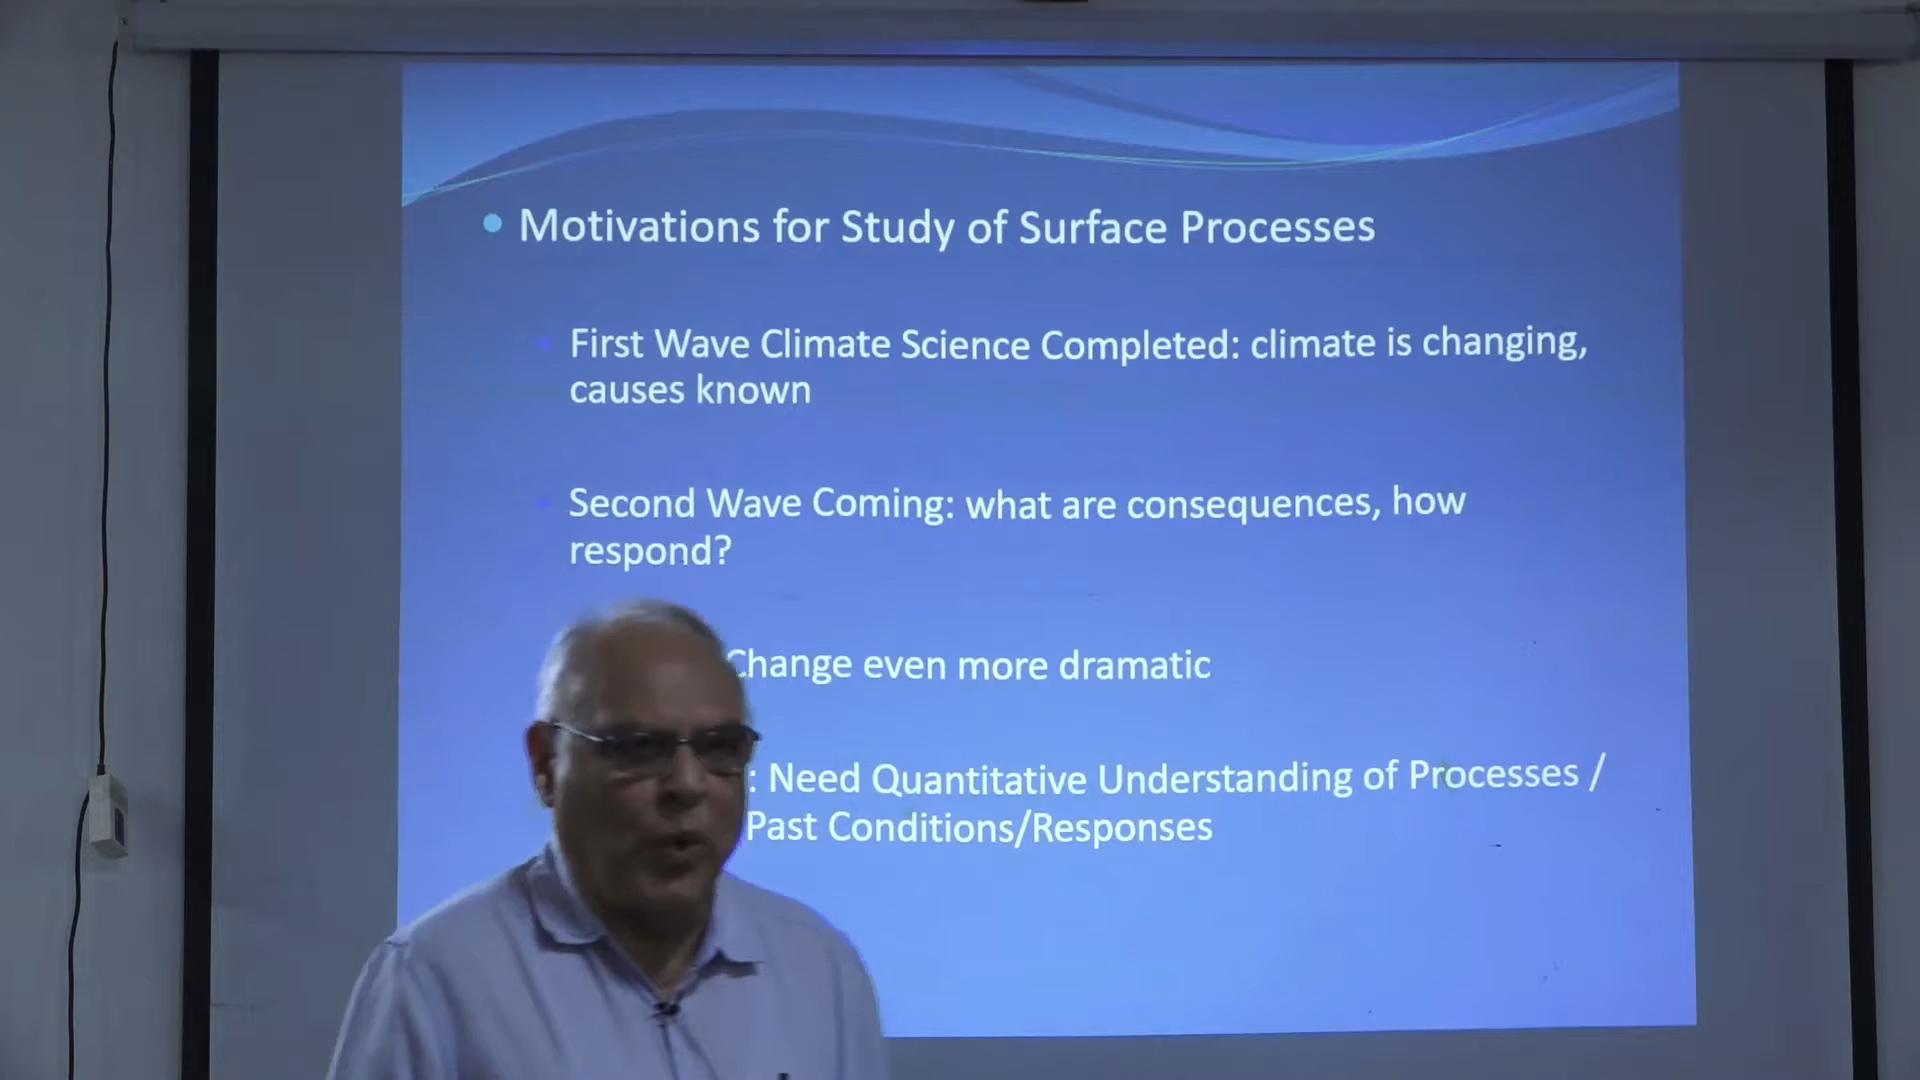 Motivations for Study of Surface Processes
First Wave Climate Science Completed: climate is changing,
causes known
Second Wave Coming: what are consequences, how
respond?
Change even more dramatic
: Need Quantitative Understanding of Processes /
Past Conditions/Responses